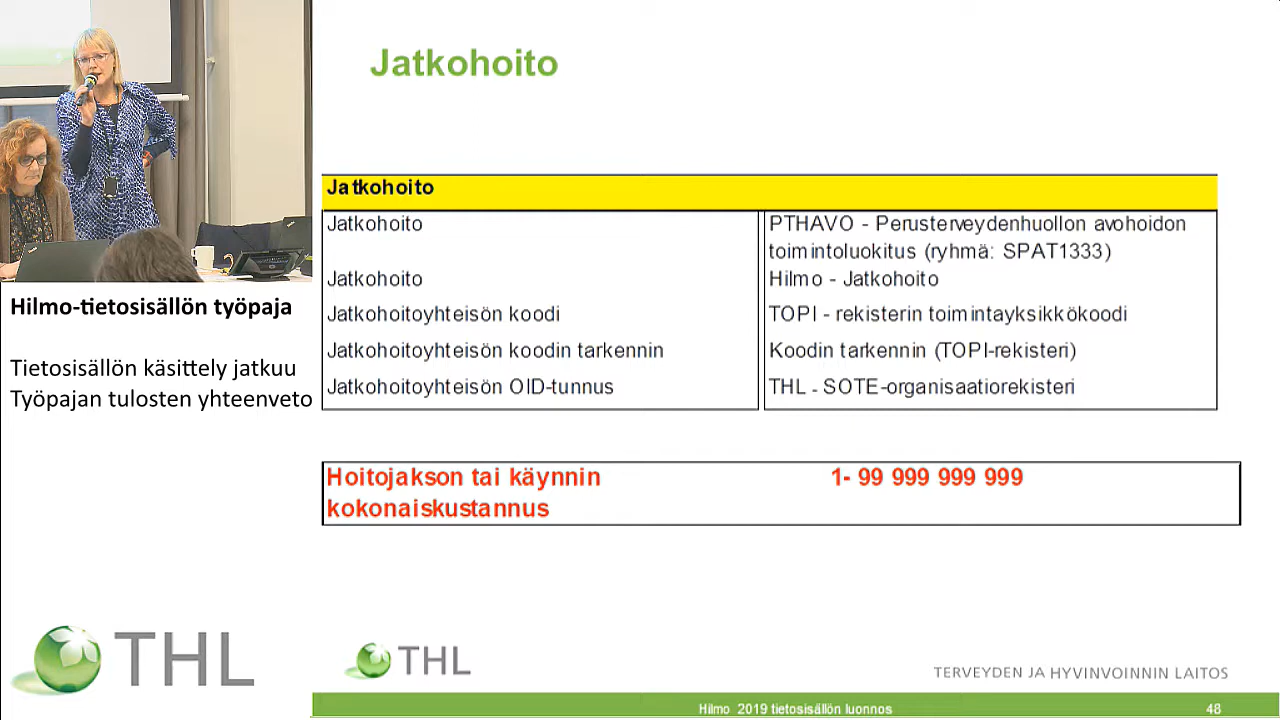 Jatkohoito
Jatkohoito
Jatkohoito
PTHAVO - Perusterveydenhuollon avohoidon
toimintoluokitus (ryhmä: SPAT1333)
Jatkohoito
Hilmo - Jatkohoito
Jatkohoitoyhteisön koodi
TOPI - rekisterin toimintayksikkökoodi
Jatkohoitoyhteisön koodin tarkennin
Koodin tarkennin (TOPI-rekisteri)
Jatkohoitoyhteisön OID-tunnus
THL - SOTE-organisaatiorekisteri
Hoitojakson tai käynnin
kokonaiskustannus
1- 99 999 999 999
Hilmo-tietosisällön työpaja
Tietosisällön käsittely jatkuu
Työpajan tulosten yhteenveto
THL
THL
TERVEYDEN JA HYVINVOINNIN LAITOS
Hilmo 2019 tietosisällön luonnos
48